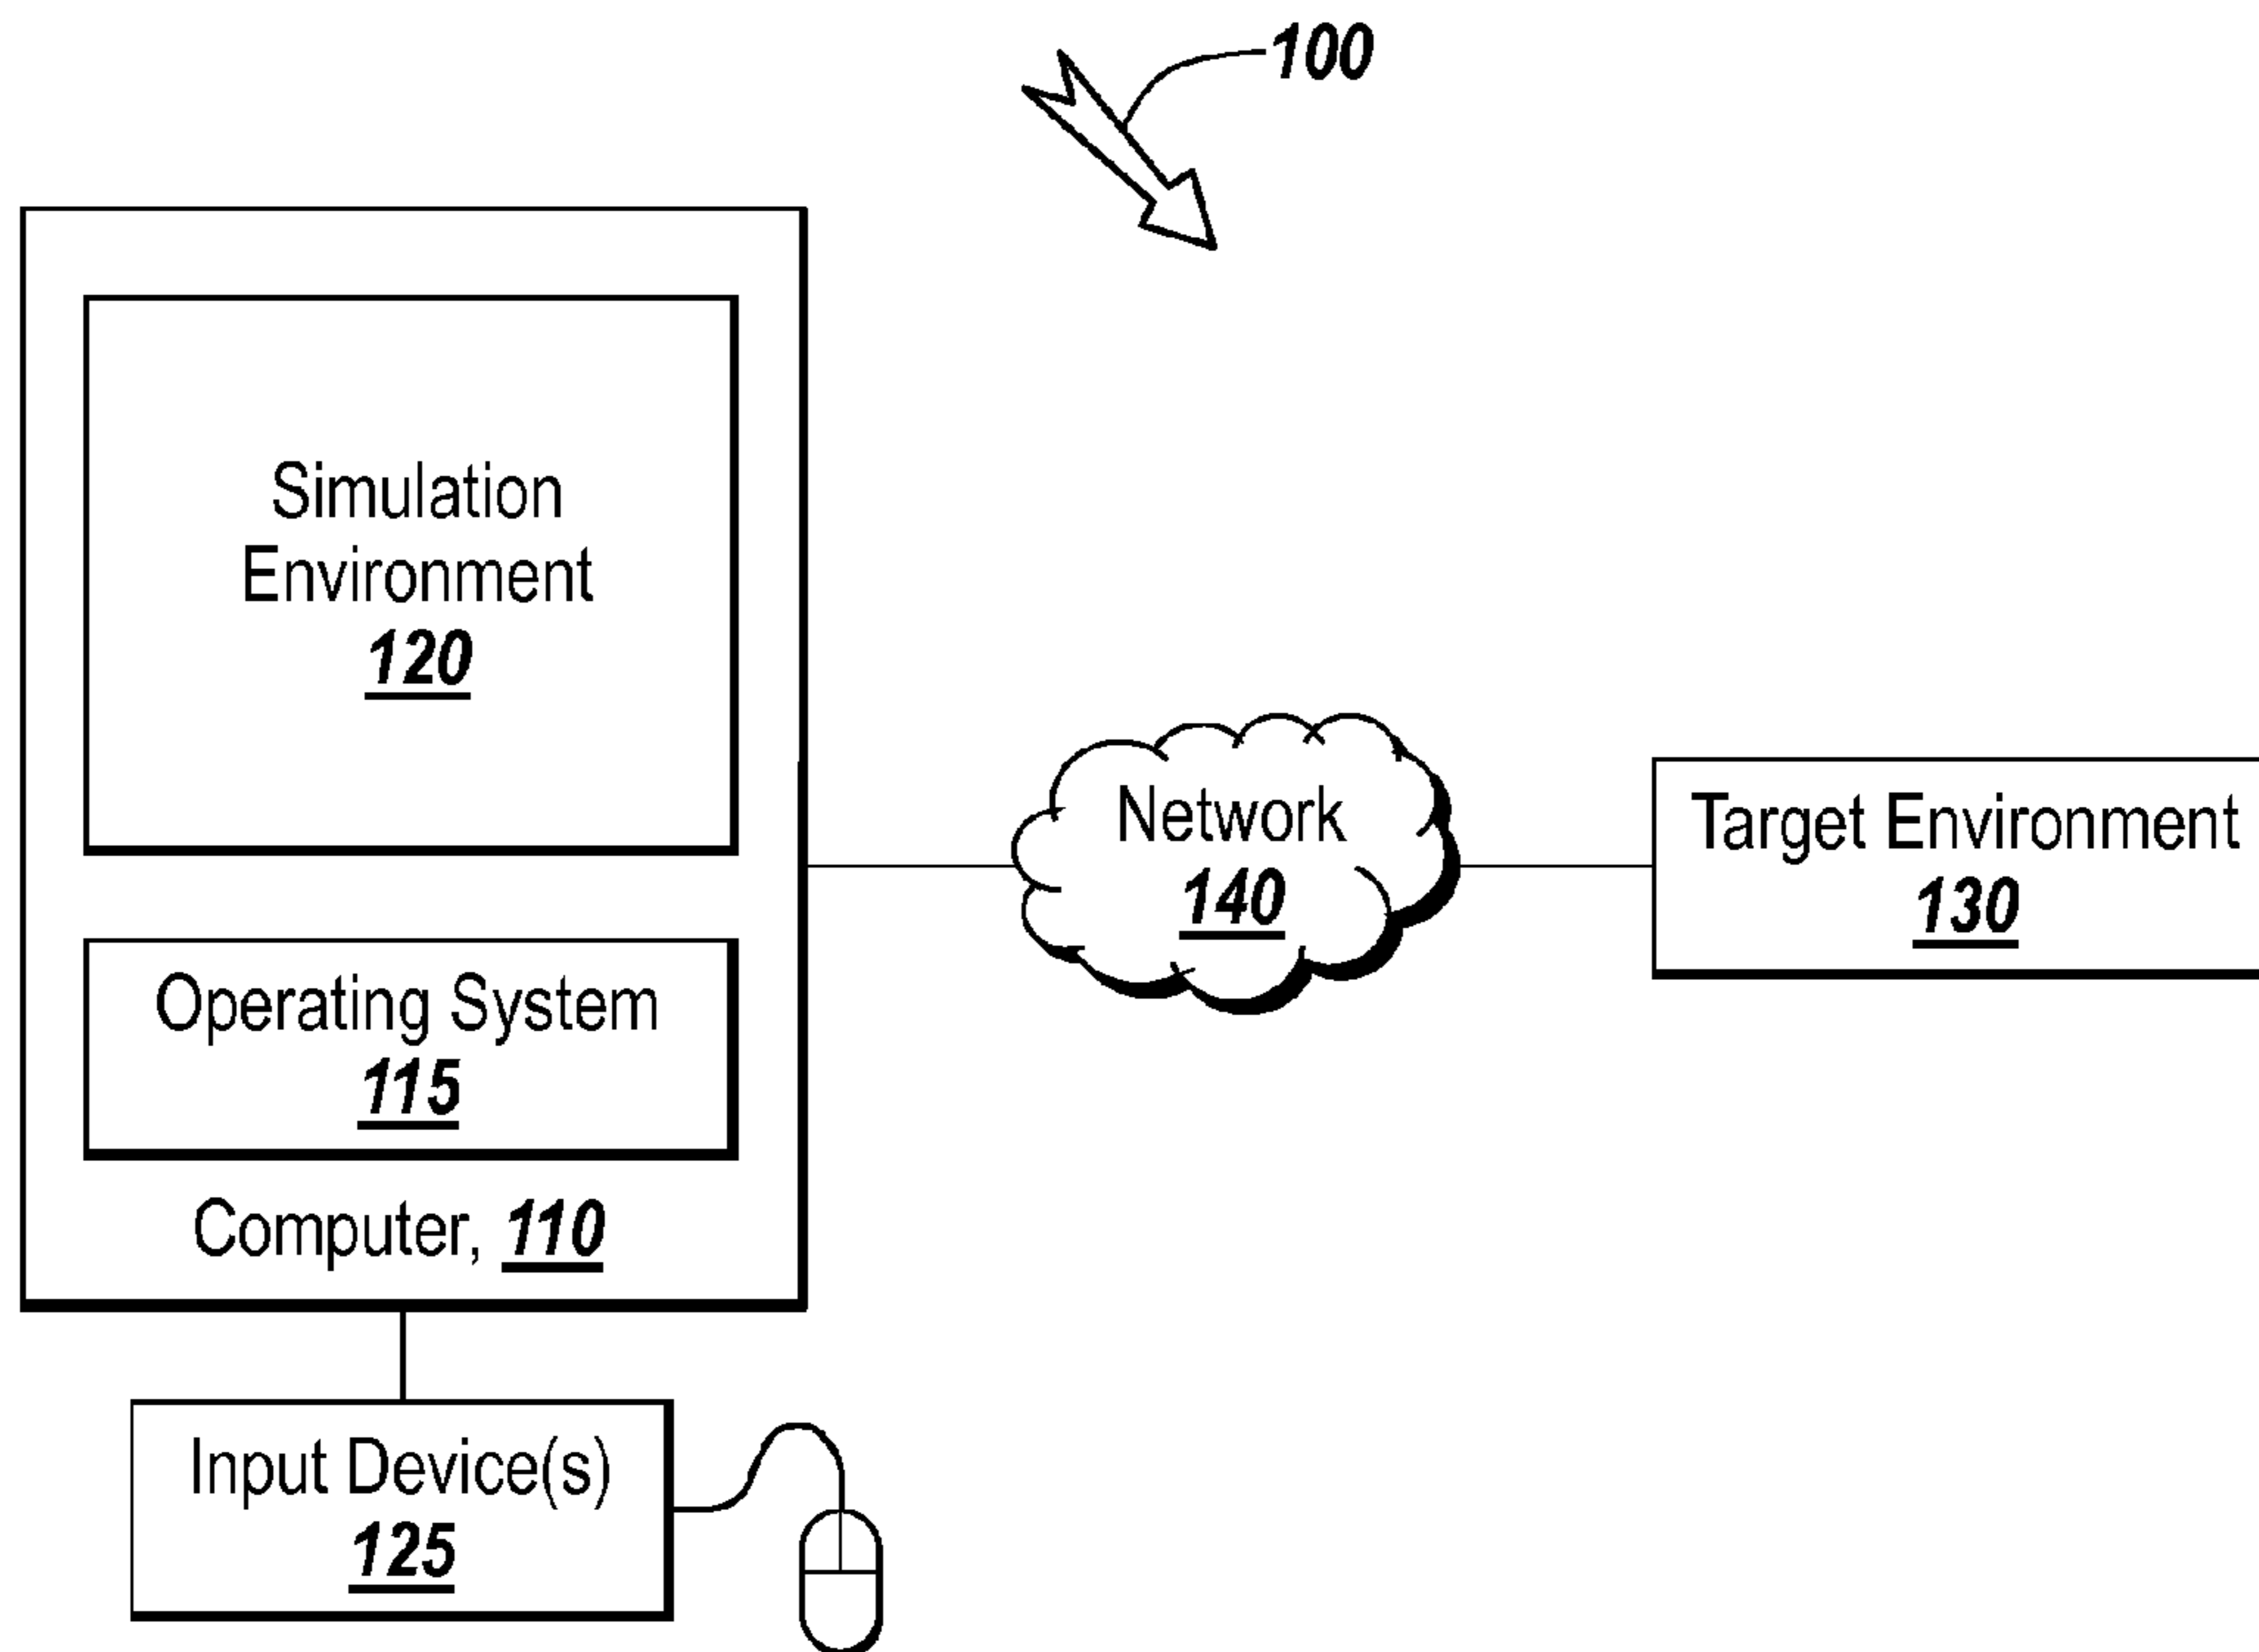 100
Simulation
Environment
120
Operating System
115
Computer, 110
Input Device(s)
125
Network
140
Target Environment
130